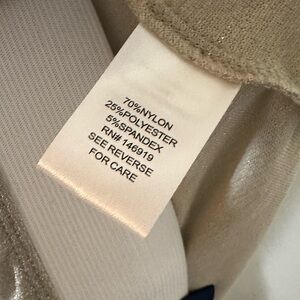 70%NYLON
25%POLYESTER
5%SPANDEX
RN# 146919
SEE REVERSE
FOR CARE